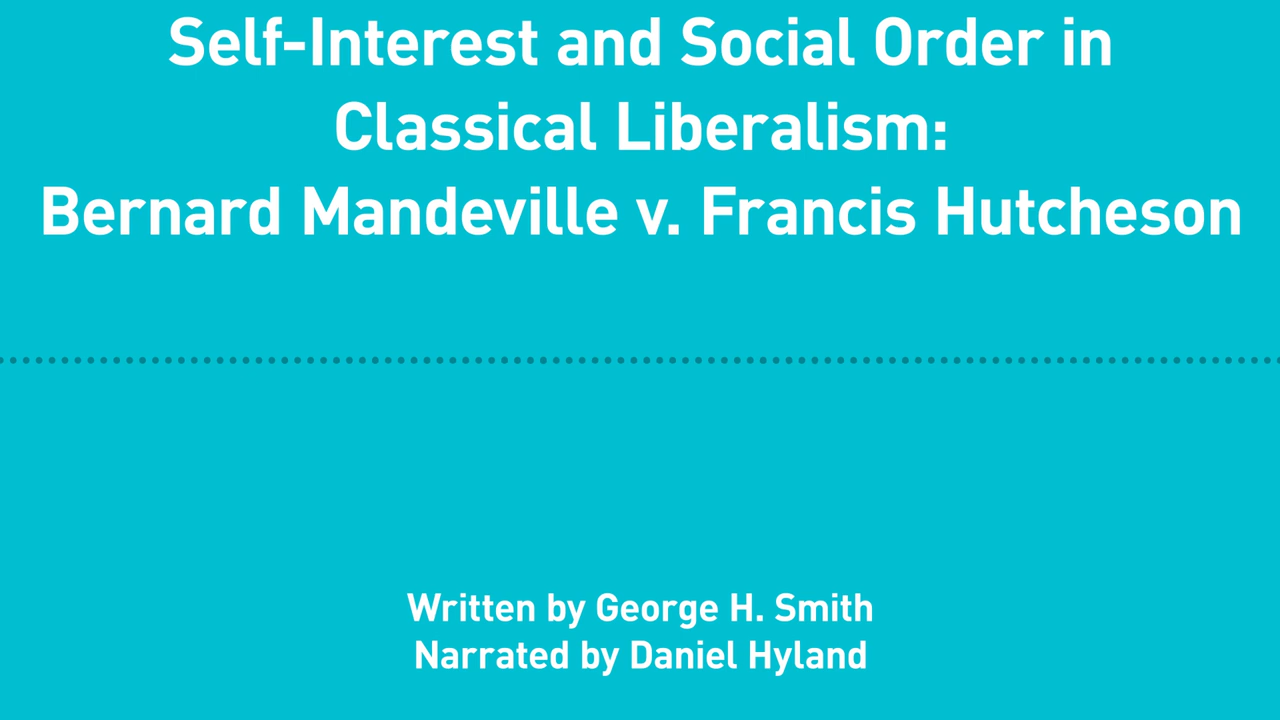 Self-Interest and Social Order in
Classical Liberalism:
Bernard Mandeville v. Francis Hutcheson
Written by George H. Smith
Narrated by Daniel Hyland